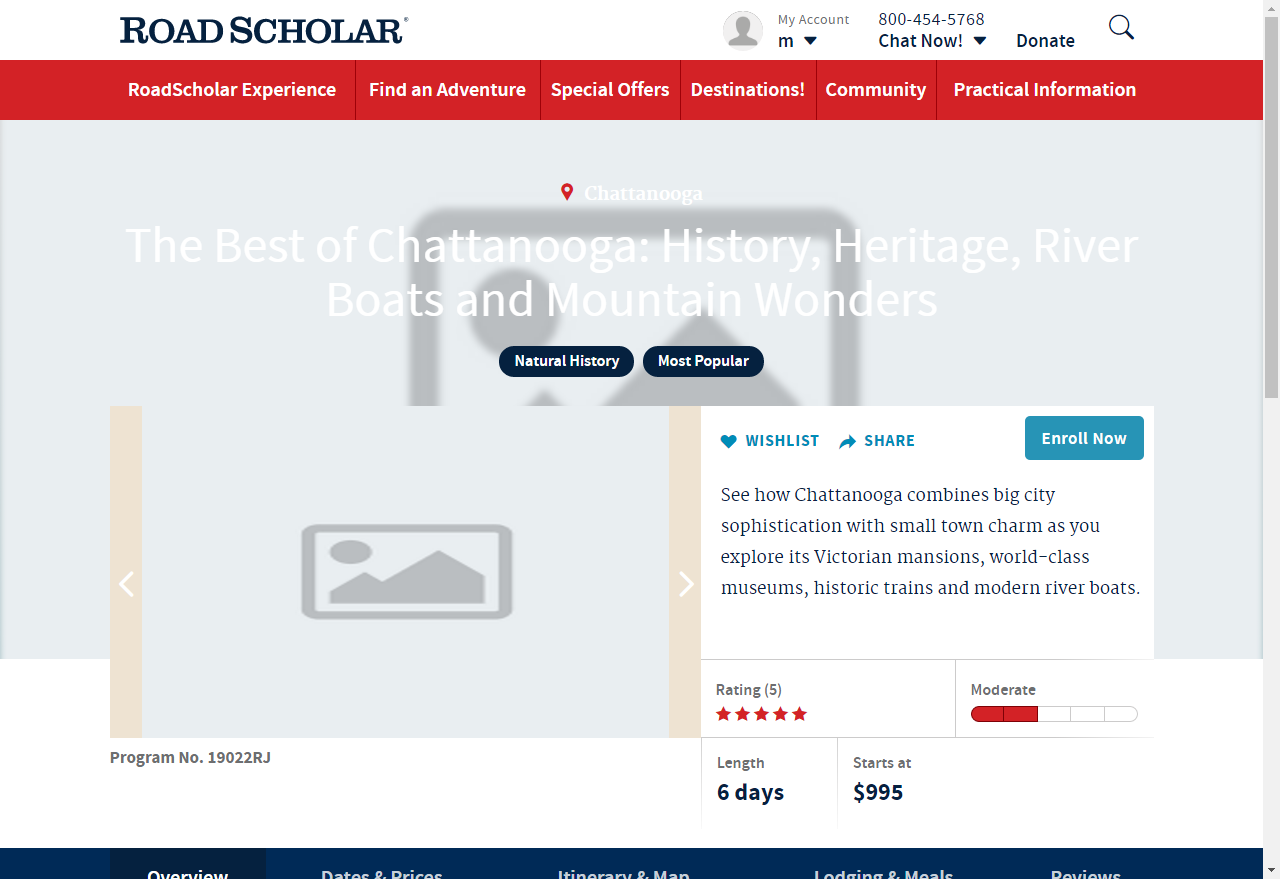 ROAD SCHOLAR®
My Account
m
800-454-5768
Chat Now!
Donate
RoadScholar Experience
Find an Adventure
Special Offers
Destinations!
Community
Practical Information
Chattanooga
The Best of Chattanooga: History, Heritage, River
Boats and Mountain Wonders
Natural History
Most Popular
WISHLIST
SHARE
Enroll Now
See how Chattanooga combines big city
sophistication with small town charm as you
explore its Victorian mansions, world-class
museums, historic trains and modern river boats.
Rating (5)
Moderate
Program No. 19022RJ
Length
6 days
Starts at
$995
Overview
Dates & Prices
Itinerary & Map
Lodging & Meals
Reviews